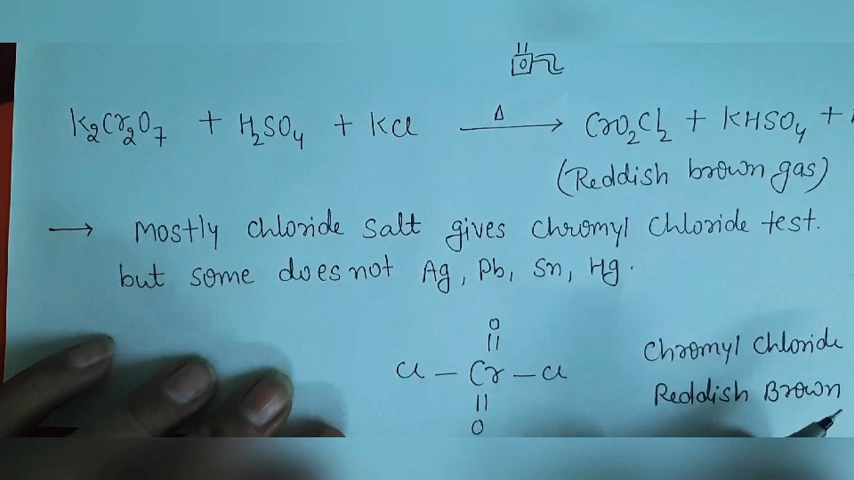 K₂Cr₂O₇ + H₂SO₄ + KCl —Δ→ CrO₂Cl₂ + KHSO₄ +
(Reddish brown gas)
→ Mostly chloride salt gives chromyl chloride test.
but some does not Ag, Pb, Sn, Hg.
O
||
Cl — Cr — Cl
||
O
Chromyl Chloride
Reddish Brown